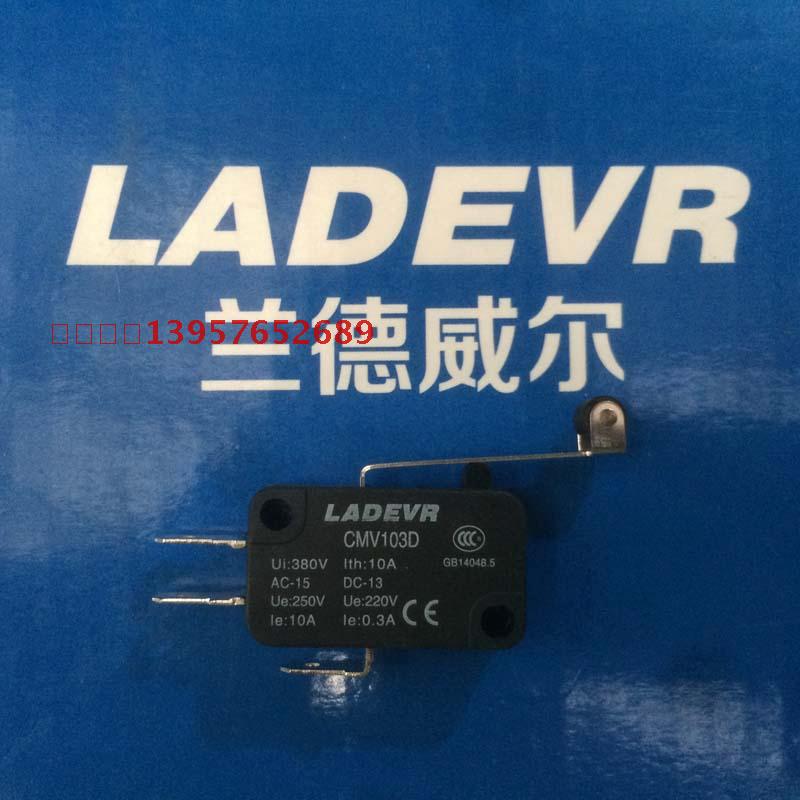 LADEVR
兰德威尔
□□□□13957652689
LADEVR
CMV103D
CCC
GB14048.5
Ui:380V Ith:10A
AC-15 DC-13
Ue:250V Ue:220V
Ie:10A Ie:0.3A
CE